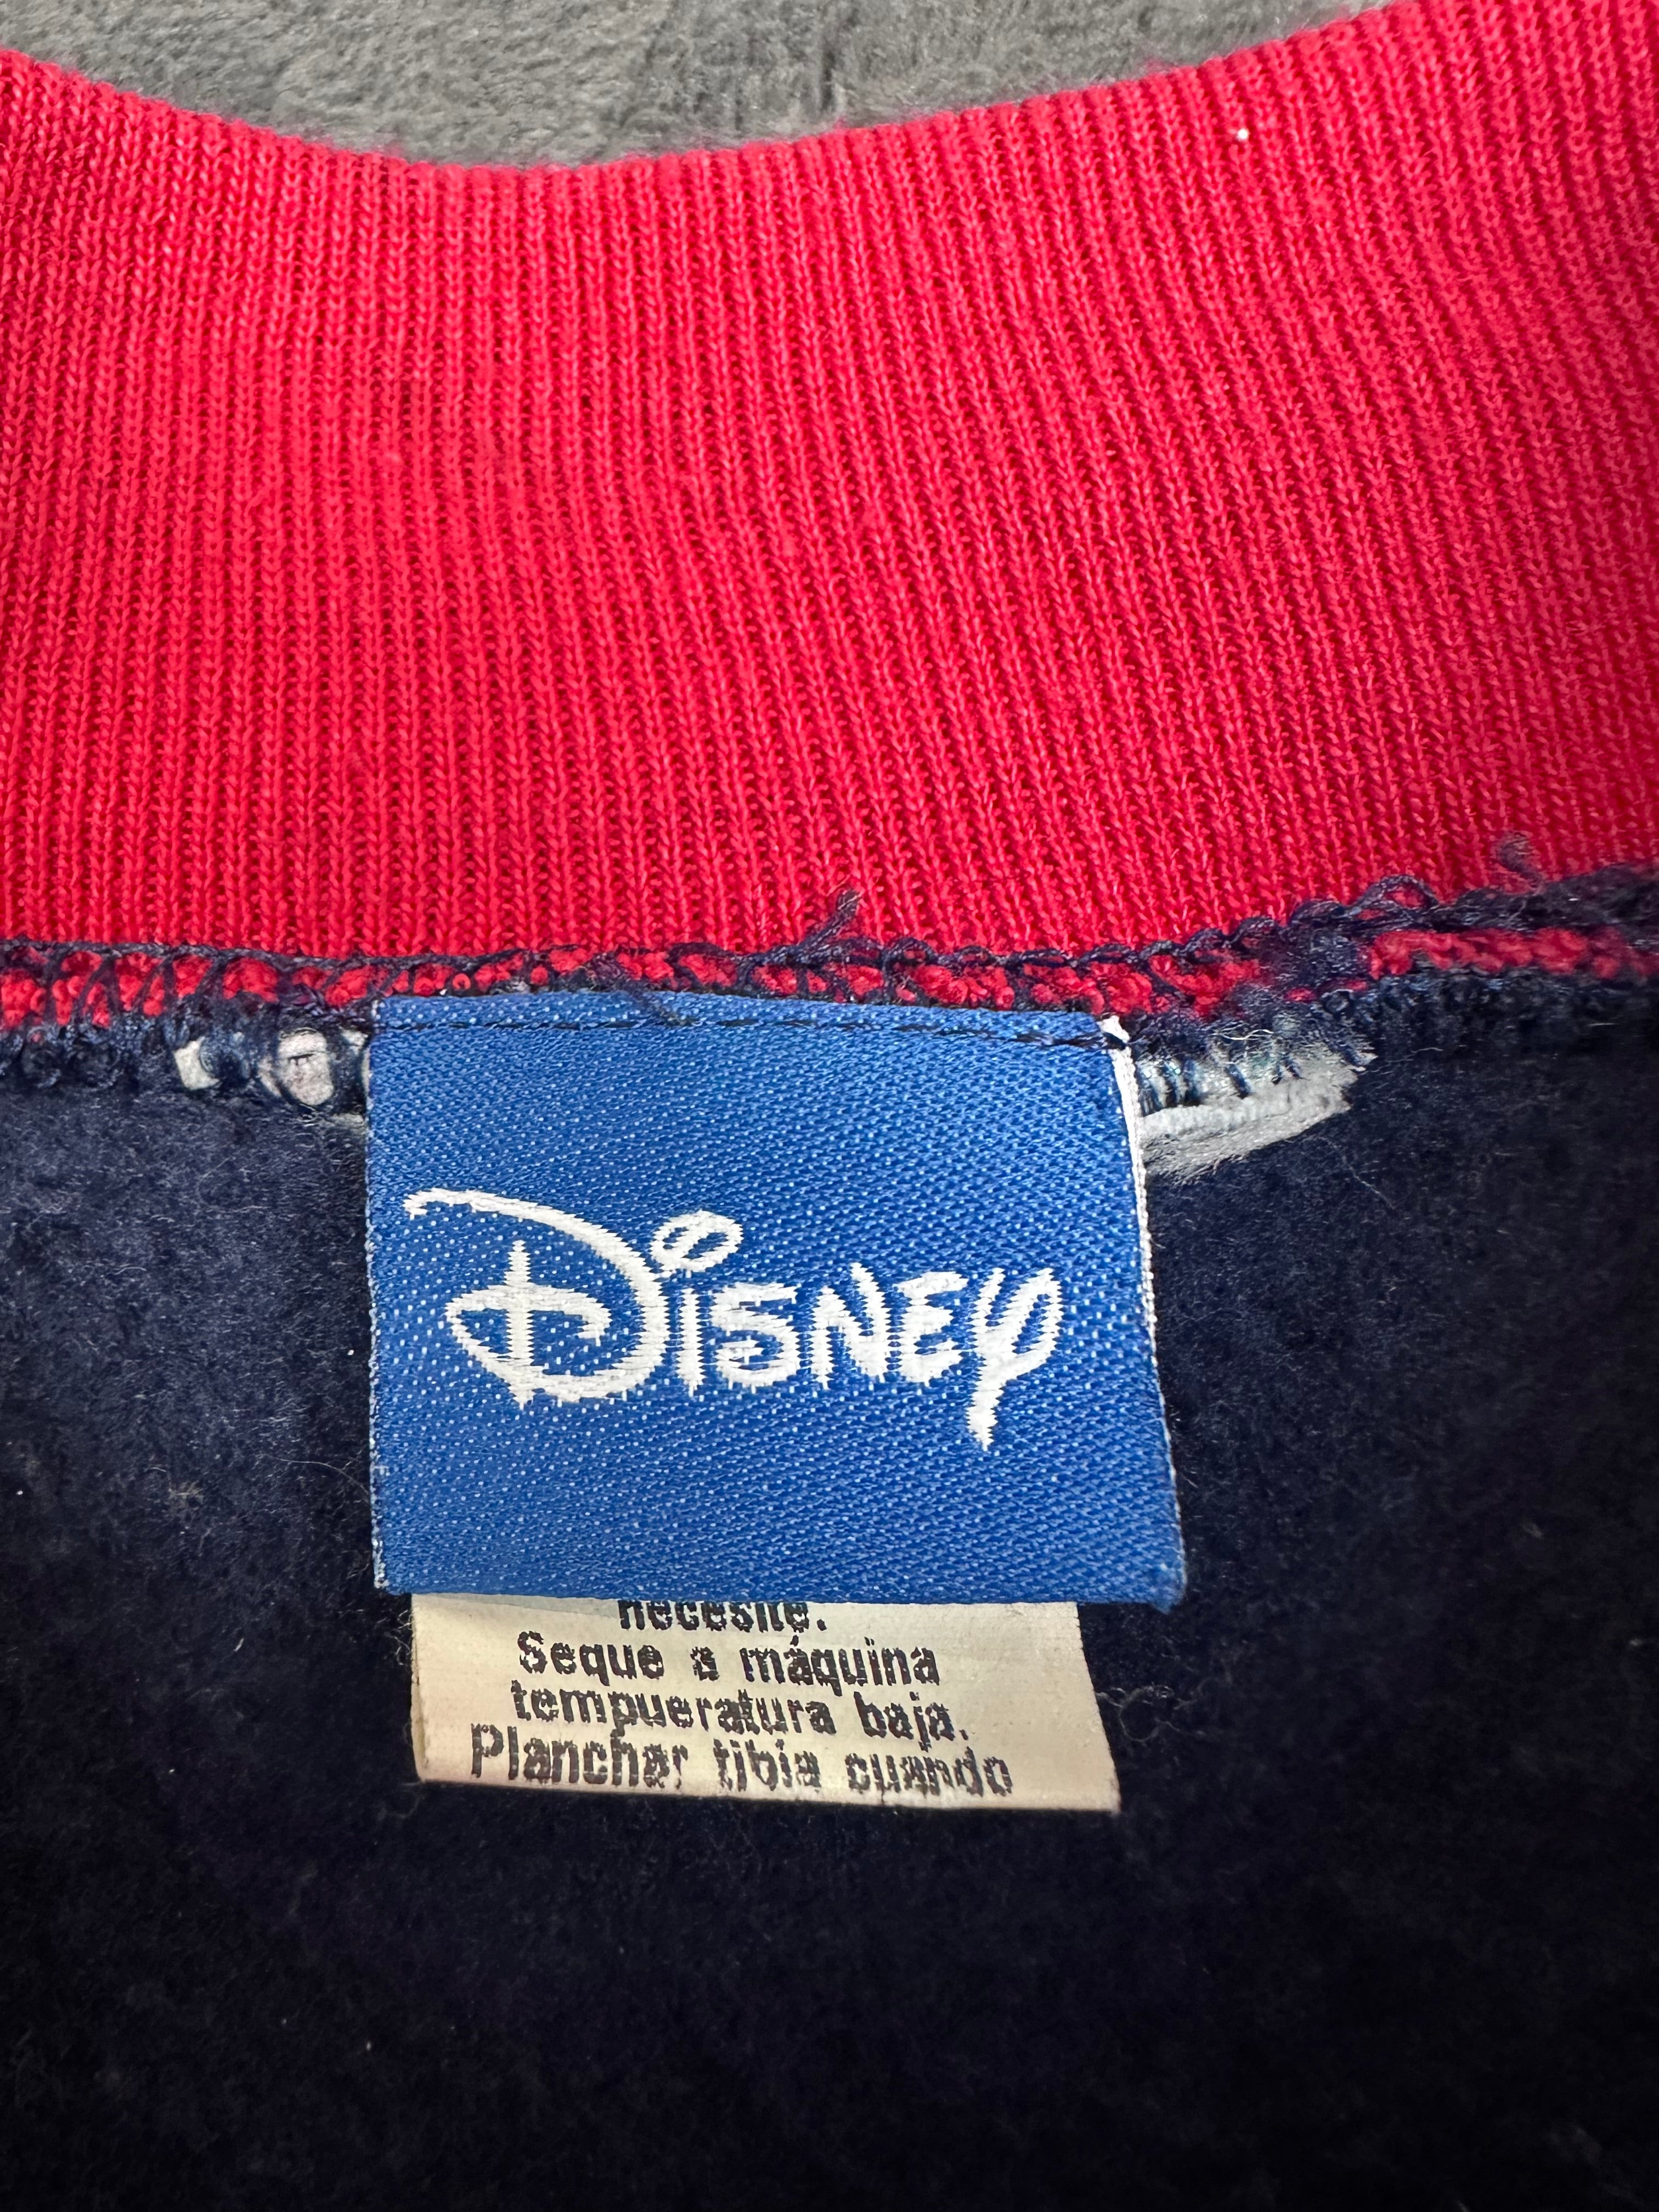 Disney
necesite.
Seque a máquina
tempueratura baja.
Planchar tibia cuando